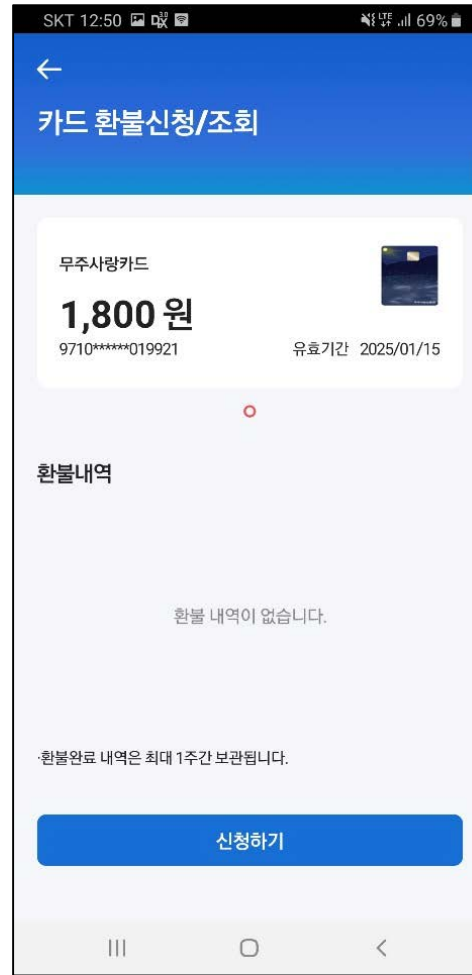 SKT 12:50
LTE 69%
카드 환불신청/조회
무주사랑카드
1,800 원
9710******019921
유효기간 2025/01/15
환불내역
환불 내역이 없습니다.
·환불완료 내역은 최대 1주간 보관됩니다.
신청하기